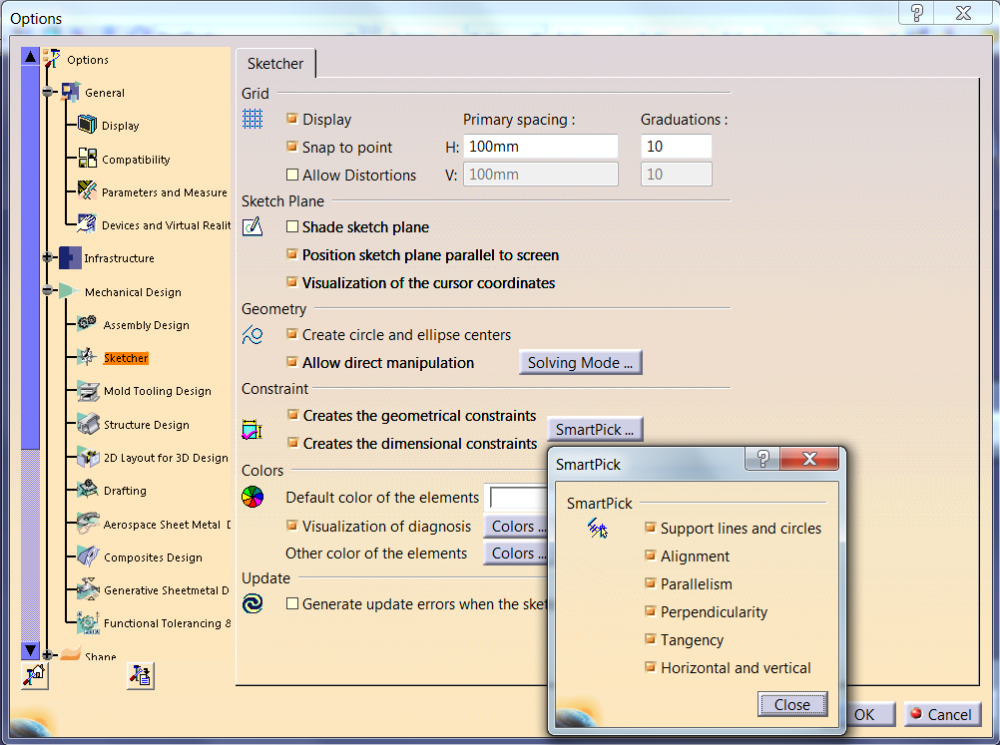 Options
Options
General
Display
Compatibility
Parameters and Measure
Devices and Virtual Realit
Infrastructure
Mechanical Design
Assembly Design
Sketcher
Mold Tooling Design
Structure Design
2D Layout for 3D Design
Drafting
Aerospace Sheet Metal D
Composites Design
Generative Sheetmetal D
Functional Tolerancing &
Shape
Sketcher
Grid
Display Primary spacing : Graduations :
Snap to point H: 100mm 10
Allow Distortions V: 100mm 10
Sketch Plane
Shade sketch plane
Position sketch plane parallel to screen
Visualization of the cursor coordinates
Geometry
Create circle and ellipse centers
Allow direct manipulation Solving Mode ...
Constraint
Creates the geometrical constraints
SmartPick ...
Creates the dimensional constraints
Colors
Default color of the elements
Visualization of diagnosis Colors ...
Other color of the elements Colors ...
Update
Generate update errors when the sket
SmartPick
SmartPick
Support lines and circles
Alignment
Parallelism
Perpendicularity
Tangency
Horizontal and vertical
Close
OK Cancel